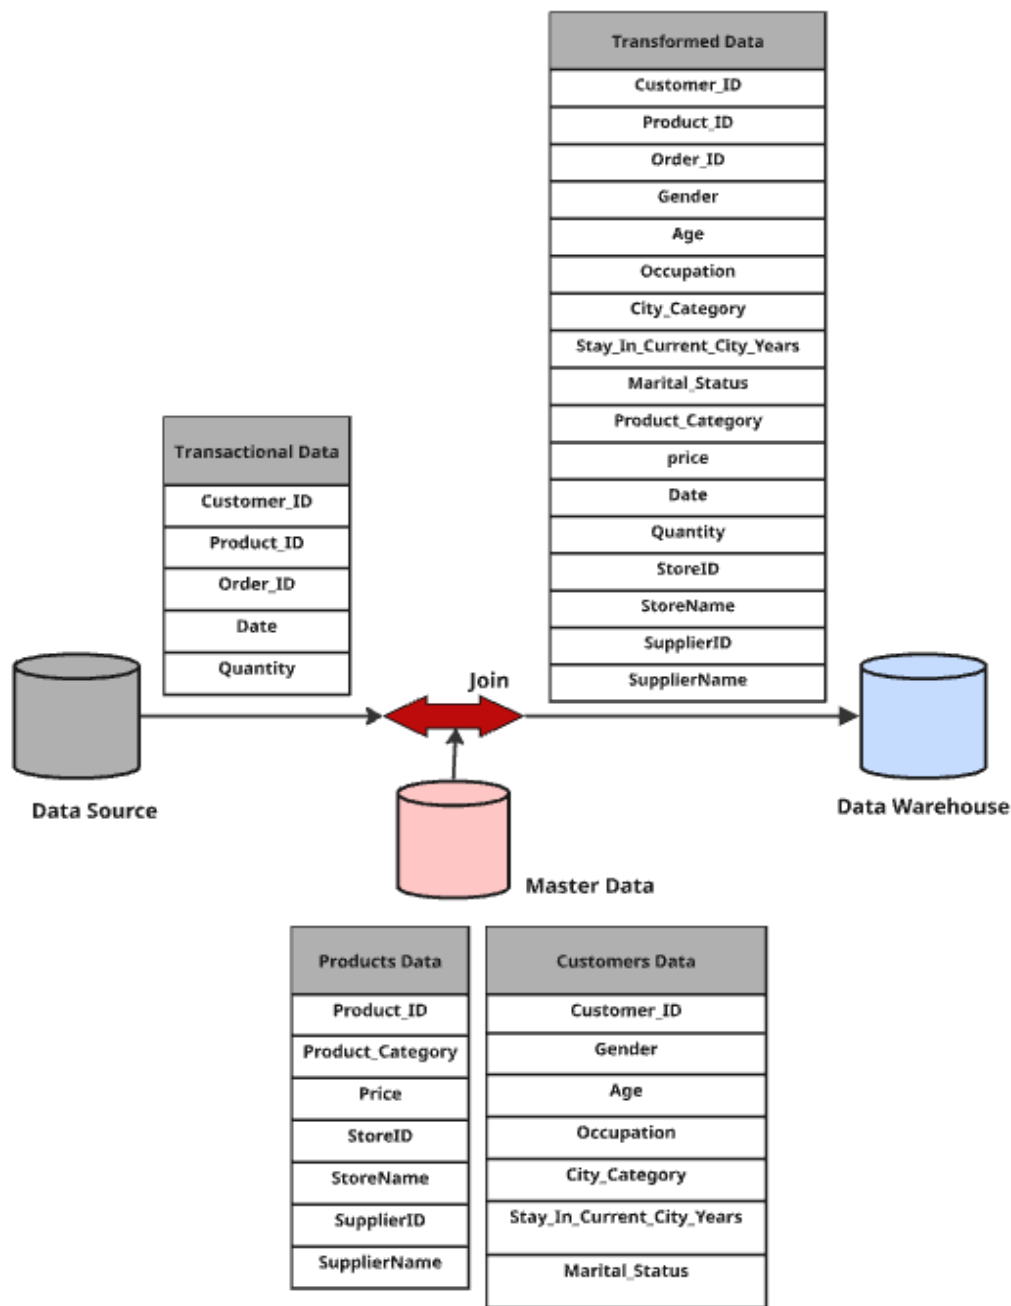 Transformed Data
Customer_ID
Product_ID
Order_ID
Gender
Age
Occupation
City_Category
Stay_In_Current_City_Years
Marital_Status
Product_Category
price
Date
Quantity
StoreID
StoreName
SupplierID
SupplierName
Transactional Data
Customer_ID
Product_ID
Order_ID
Date
Quantity
Join
Data Source
Data Warehouse
Master Data
Products Data
Product_ID
Product_Category
Price
StoreID
StoreName
SupplierID
SupplierName
Customers Data
Customer_ID
Gender
Age
Occupation
City_Category
Stay_In_Current_City_Years
Marital_Status